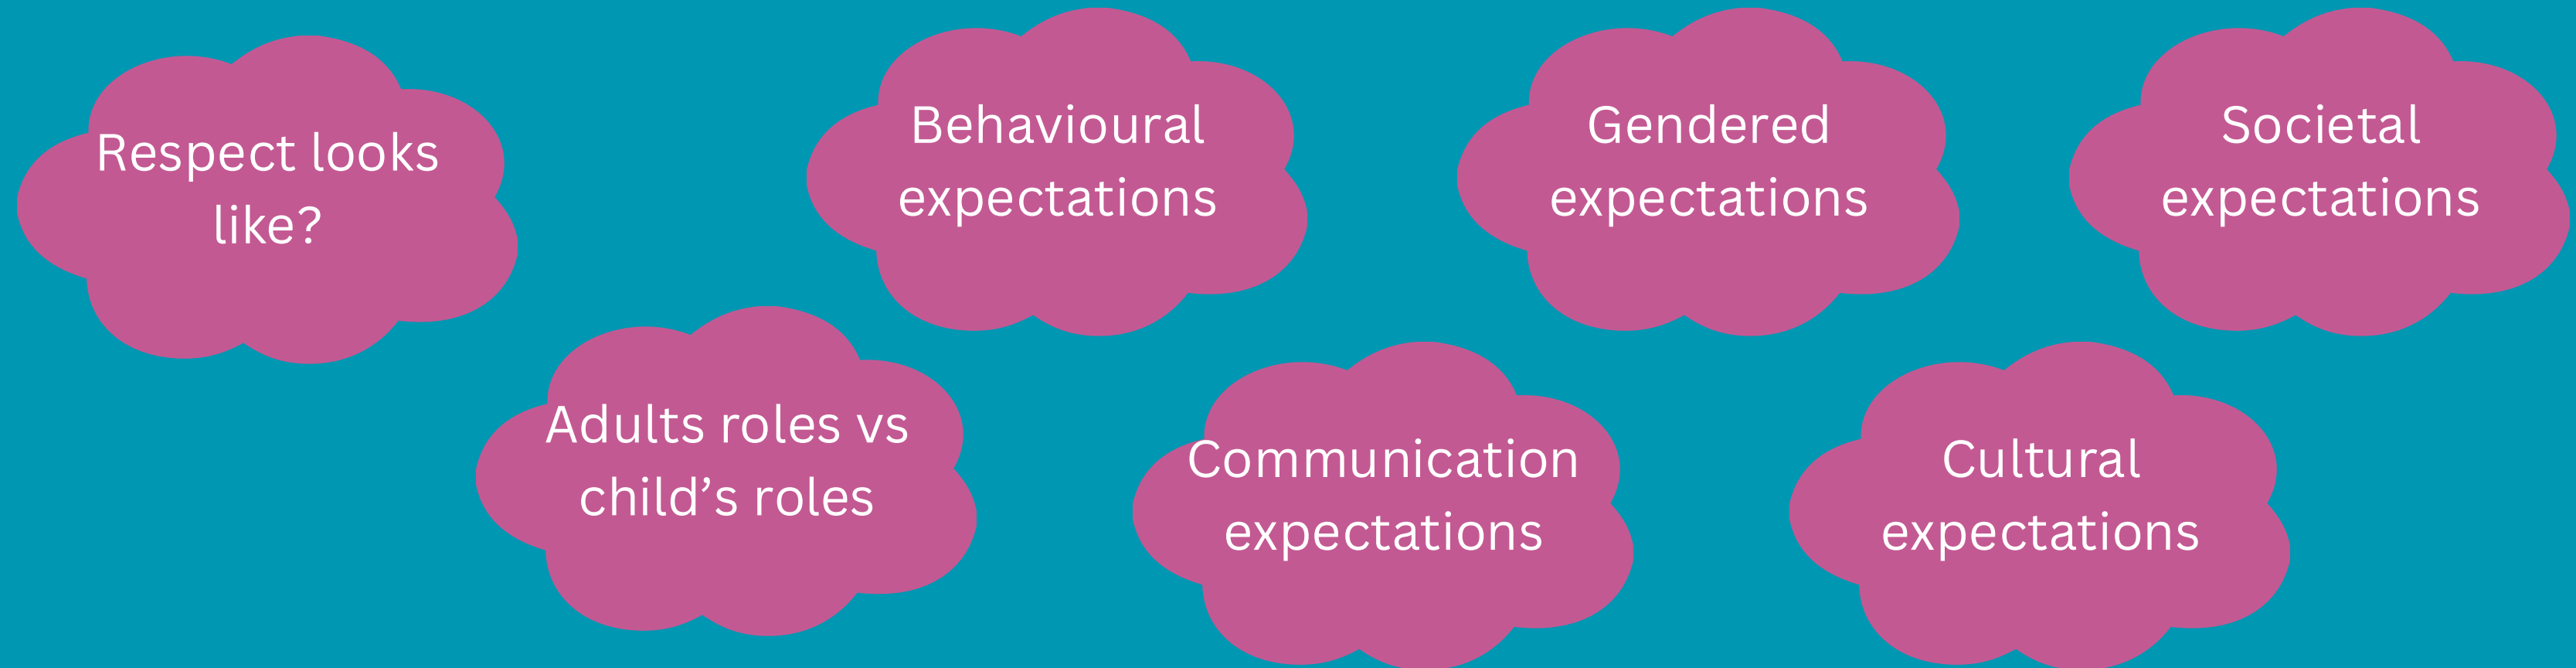 Respect looks
like?
Behavioural
expectations
Gendered
expectations
Societal
expectations
Adults roles vs
child’s roles
Communication
expectations
Cultural
expectations